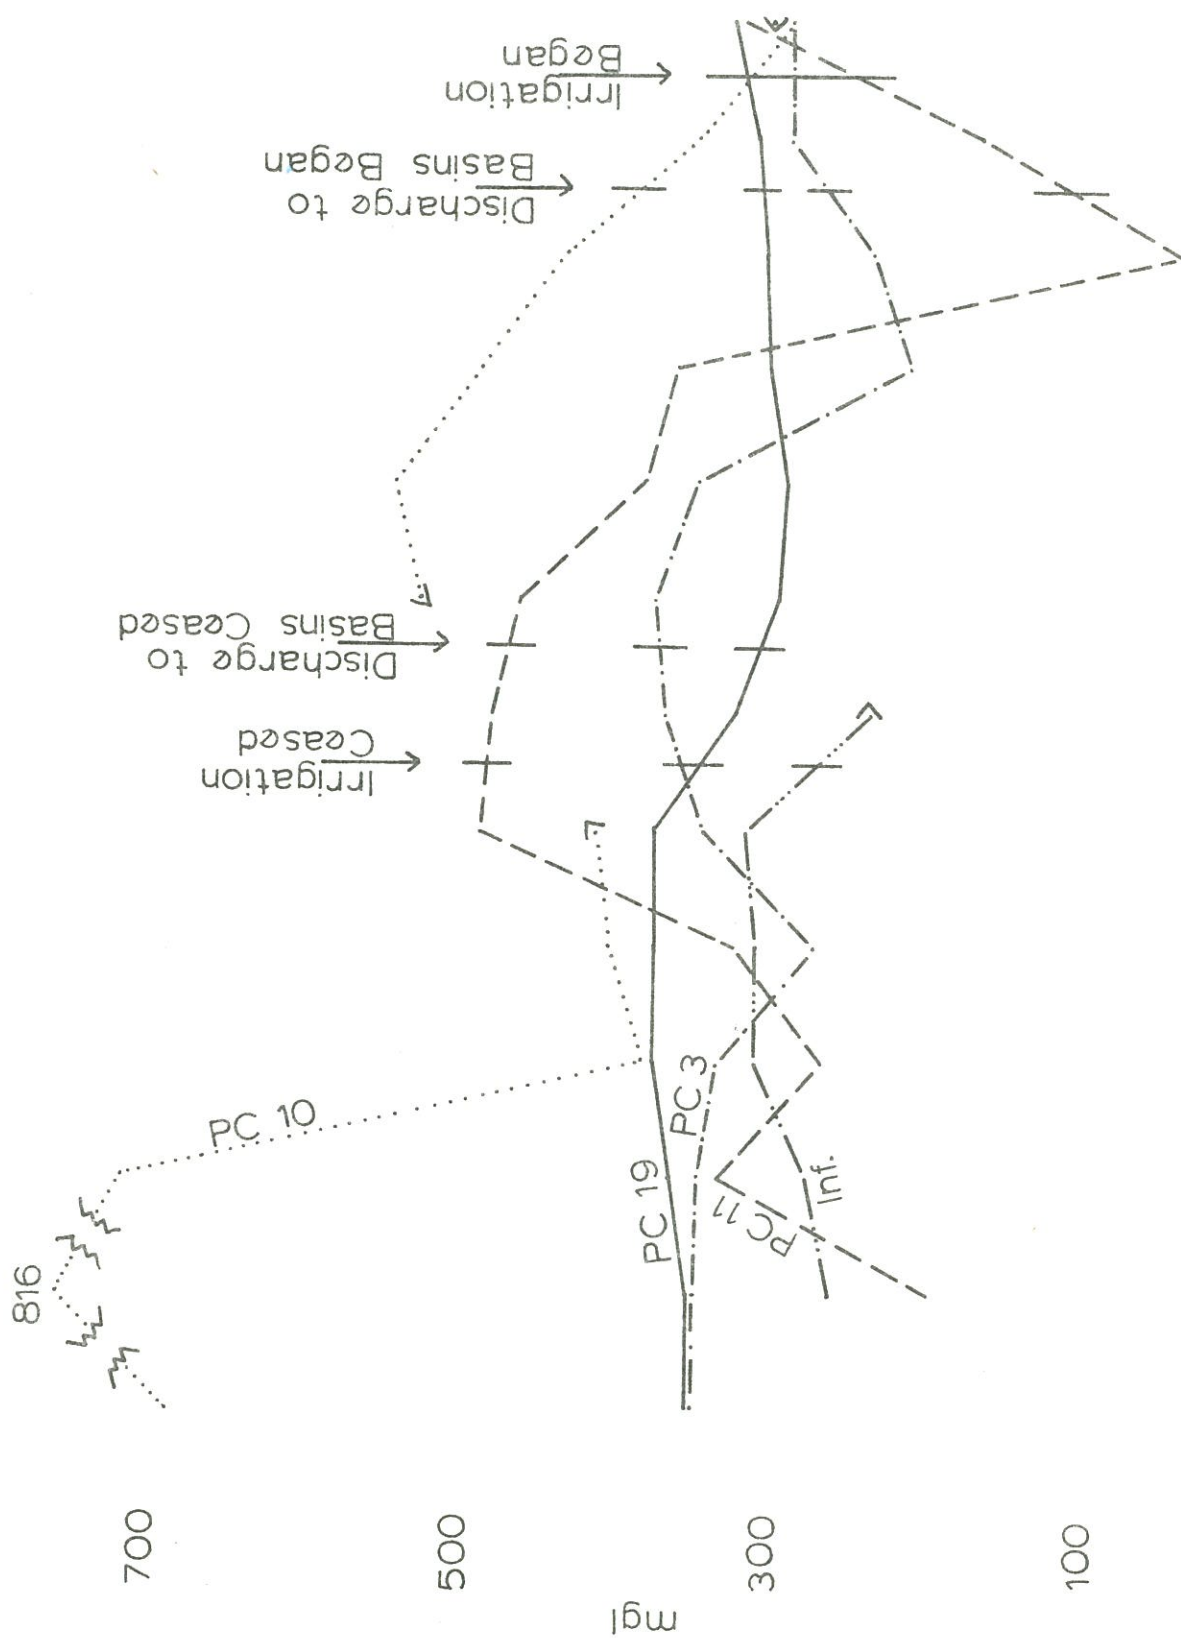 816
PC 10
PC 19
PC 3
PC 11
Inf.
Irrigation
Ceased
Discharge to
Basins Ceased
Discharge to
Basins Began
Irrigation
Began
700
500
300
100
mgl